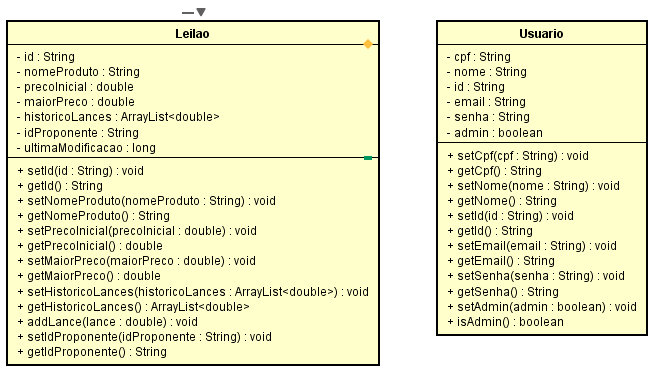 Leilao
- id : String
- nomeProduto : String
- precoInicial : double
- maiorPreco : double
- historicoLances : ArrayList<double>
- idProponente : String
- ultimaModificacao : long
+ setId(id : String) : void
+ getId() : String
+ setNomeProduto(nomeProduto : String) : void
+ getNomeProduto() : String
+ setPrecoInicial(precoInicial : double) : void
+ getPrecoInicial() : double
+ setMaiorPreco(maiorPreco : double) : void
+ getMaiorPreco() : double
+ setHistoricoLances(historicoLances : ArrayList<double>) : void
+ getHistoricoLances() : ArrayList<double>
+ addLance(lance : double) : void
+ setIdProponente(idProponente : String) : void
+ getIdProponente() : String
Usuario
- cpf : String
- nome : String
- id : String
- email : String
- senha : String
- admin : boolean
+ setCpf(cpf : String) : void
+ getCpf() : String
+ setNome(nome : String) : void
+ getNome() : String
+ setId(id : String) : void
+ getId() : String
+ setEmail(email : String) : void
+ getEmail() : String
+ setSenha(senha : String) : void
+ getSenha() : String
+ setAdmin(admin : boolean) : void
+ isAdmin() : boolean